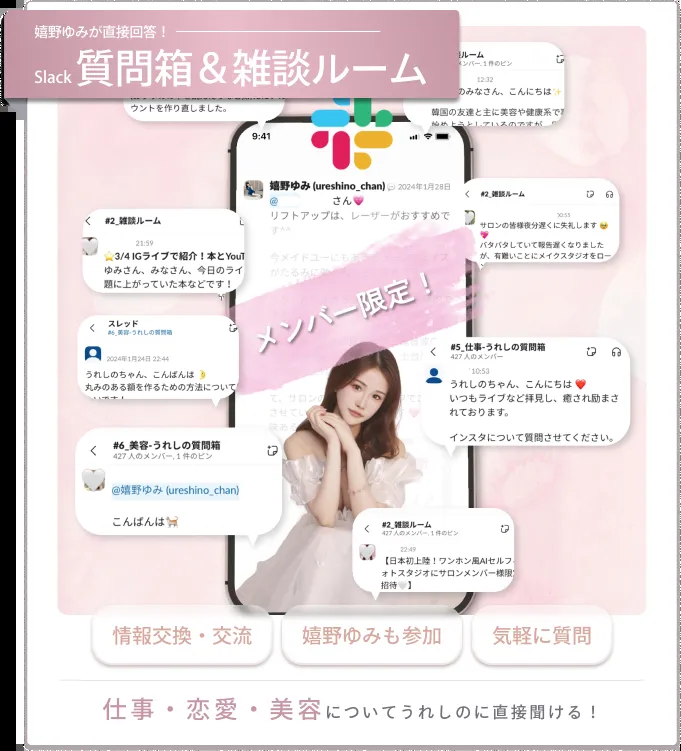 嬉野ゆみが直接回答！
Slack 質問箱＆雑談ルーム
ウントを作り直しました。
ルーム
メンバー, 1 件のピン
12:32
のみなさん、こんにちは✨
韓国の友達と主に美容や健康系で
9:41
嬉野ゆみ (ureshino_chan) 💬 2024年1月28日
@ さん💗
リフトアップは、レーザーがおすすめで
す^^
#2_雑談ルーム
10:55
サロンの皆様夜分遅くに失礼します🥹
💗
バタバタしていて報告遅くなりました
が、有難いことにメイクスタジオをロー
#2_雑談ルーム
21:59
⭐3/4 IGライブで紹介！本とYouT
ゆみさん、みなさん、今日のライ
題に上がっていた本などです！
メンバー限定！
スレッド
#6_美容-うれしの質問箱
2024年1月24日 22:44
うれしのちゃん、こんばんは🌛
丸みのある額を作るための方法について
#5_仕事-うれしの質問箱
427 人のメンバー
10:53
うれしのちゃん、こんにちは ❤️
いつもライブなど拝見し、癒され励まさ
れております。
インスタについて質問させてください。
#6_美容-うれしの質問箱
427 人のメンバー, 1 件のピン
@嬉野ゆみ (ureshino_chan)
こんばんは🐕
#2_雑談ルーム
427 人のメンバー, 1 件のピン
22:49
【日本初上陸！ワンホン風AIセルフ
ォトスタジオにサロンメンバー様限
招待🤍】
情報交換・交流
嬉野ゆみも参加
気軽に質問
仕事・恋愛・美容についてうれしのに直接聞ける！